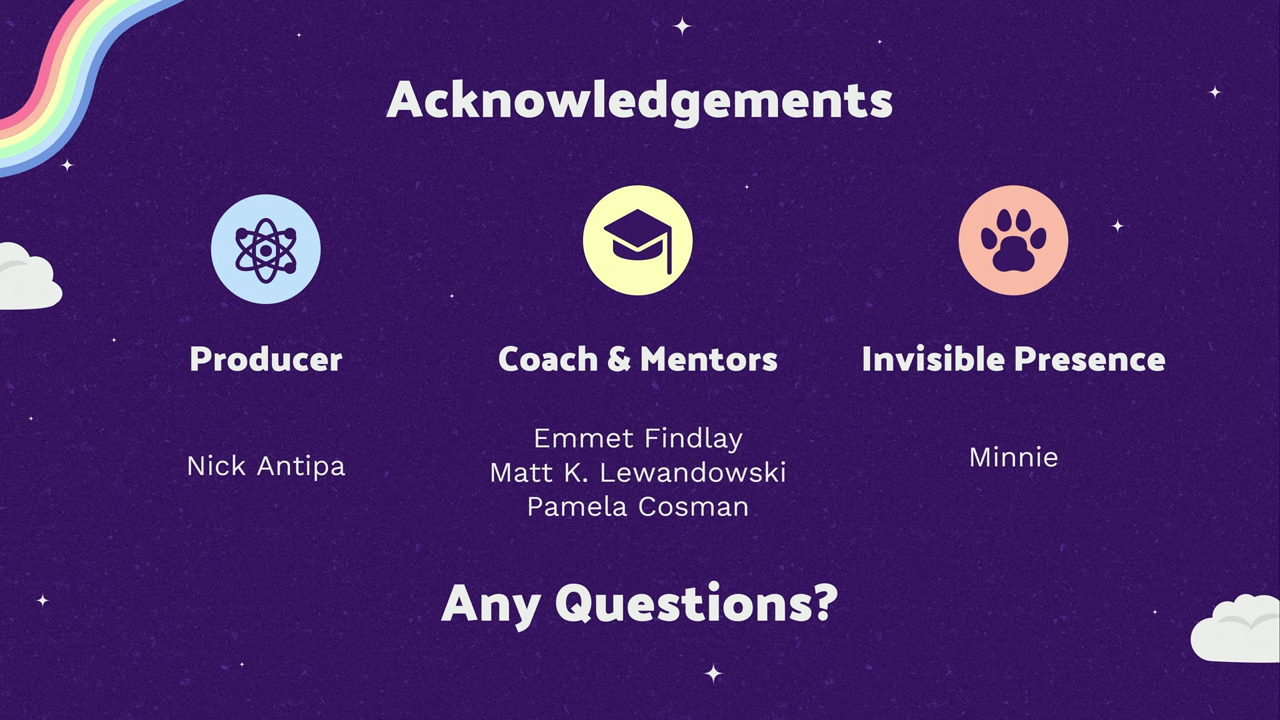 Acknowledgements
Producer
Coach & Mentors
Invisible Presence
Nick Antipa
Emmet Findlay
Matt K. Lewandowski
Pamela Cosman
Minnie
Any Questions?